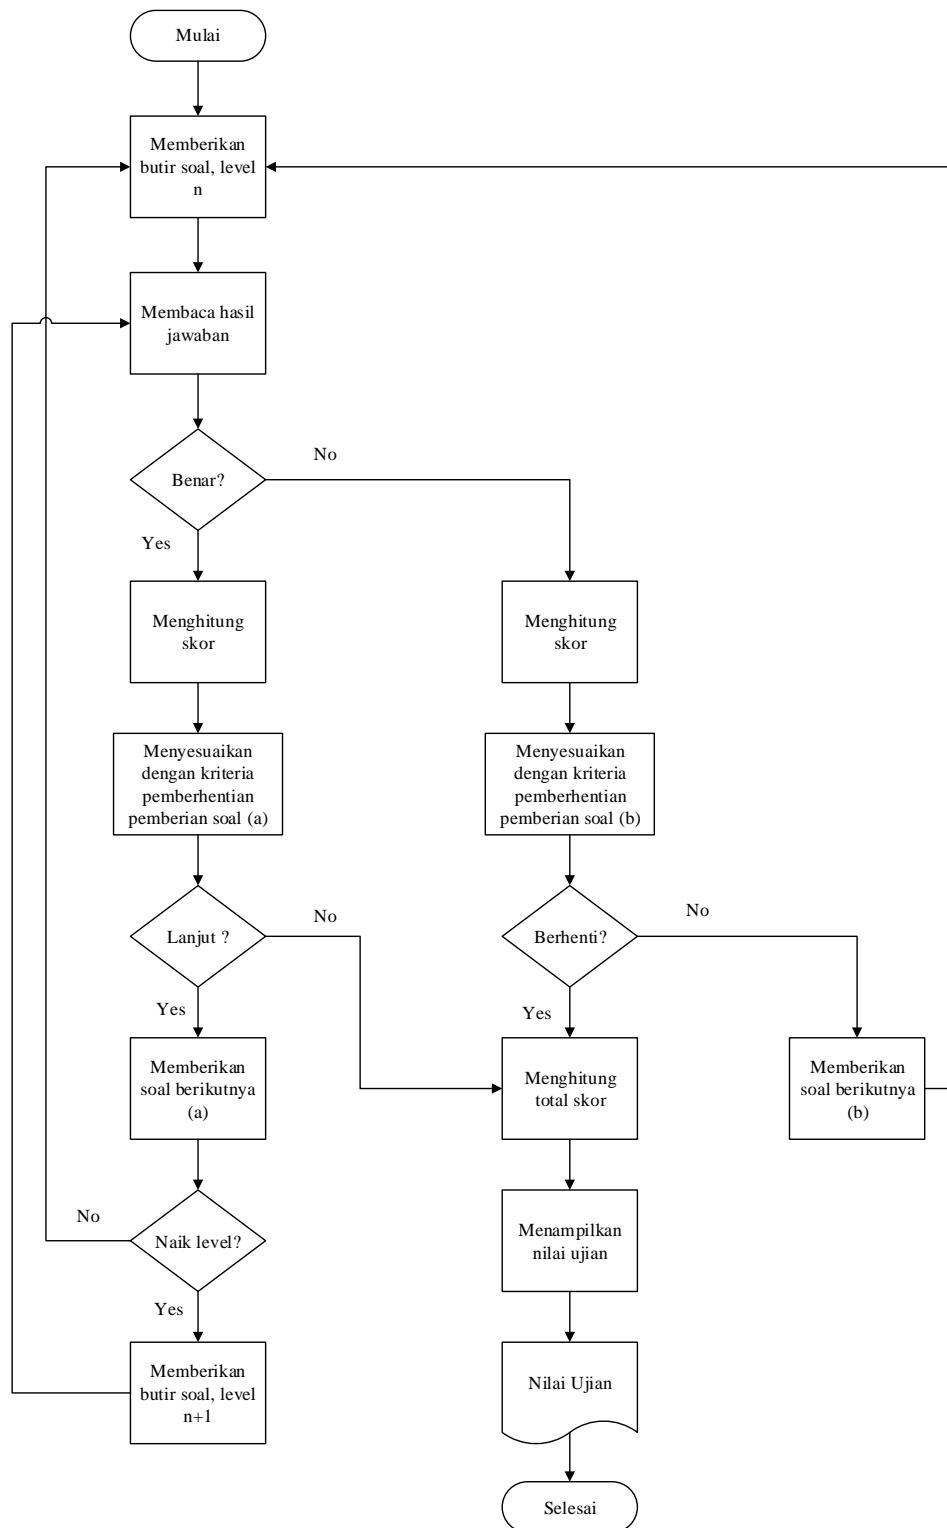 Mulai
Memberikan
butir soal, level
n
Membaca hasil
jawaban
Benar?
No
Yes
Menghitung
skor
Menghitung
skor
Menyesuaikan
dengan kriteria
pemberhentian
pemberian soal (a)
Menyesuaikan
dengan kriteria
pemberhentian
pemberian soal (b)
Lanjut ?
No
Berhenti?
No
Yes
Yes
Memberikan
soal berikutnya
(a)
Menghitung
total skor
Memberikan
soal berikutnya
(b)
No
Naik level?
Menampilkan
nilai ujian
Yes
Memberikan
butir soal, level
n+1
Nilai Ujian
Selesai